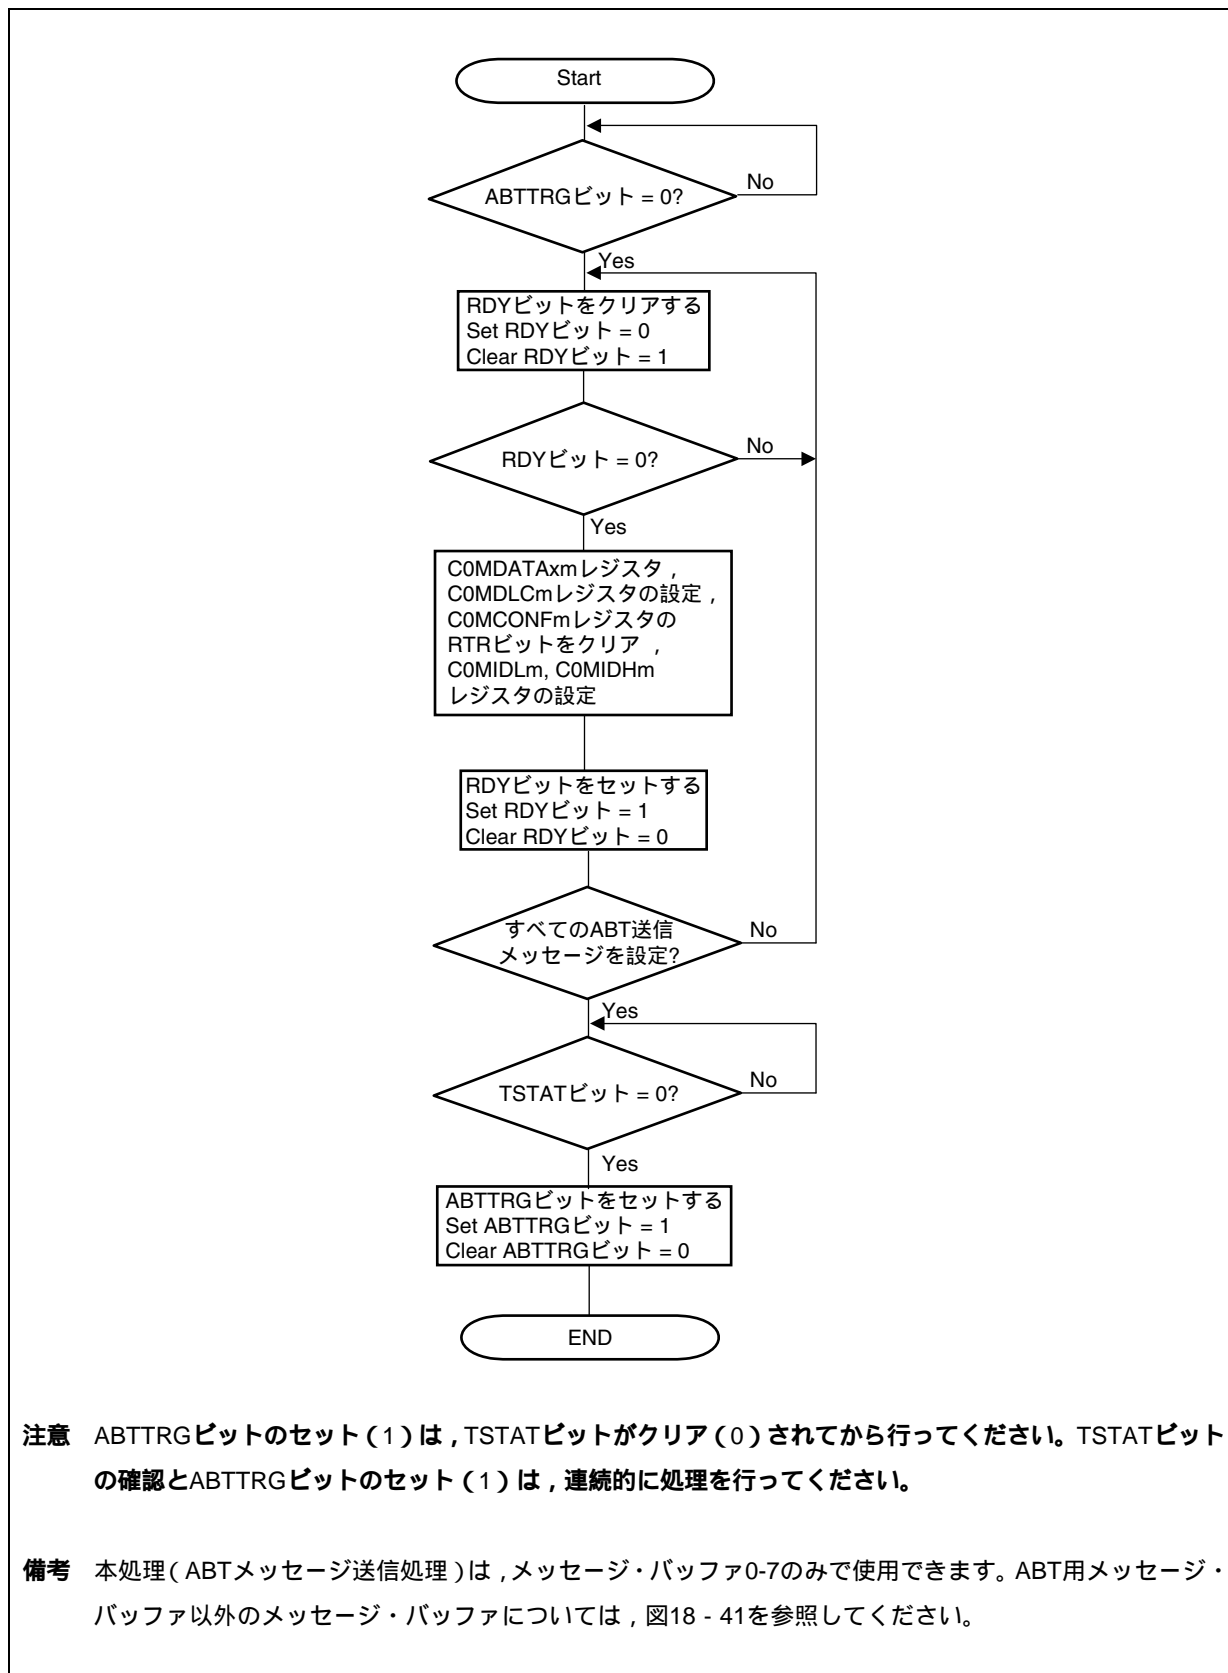 Start
ABTTRGビット = 0?
No
Yes
RDYビットをクリアする
Set RDYビット = 0
Clear RDYビット = 1
RDYビット = 0?
No
Yes
C0MDATAxmレジスタ，
C0MDLCmレジスタの設定，
C0MCONFmレジスタの
RTRビットをクリア ，
C0MIDLm, C0MIDHm
レジスタの設定
RDYビットをセットする
Set RDYビット = 1
Clear RDYビット = 0
すべてのABT送信
メッセージを設定?
No
Yes
TSTATビット = 0?
No
Yes
ABTTRGビットをセットする
Set ABTTRGビット = 1
Clear ABTTRGビット = 0
END
注意 ABTTRGビットのセット（1）は，TSTATビットがクリア（0）されてから行ってください。TSTATビット
の確認とABTTRGビットのセット（1）は，連続的に処理を行ってください。
備考 本処理（ABTメッセージ送信処理）は，メッセージ・バッファ0-7のみで使用できます。ABT用メッセージ・
バッファ以外のメッセージ・バッファについては，図18 - 41を参照してください。